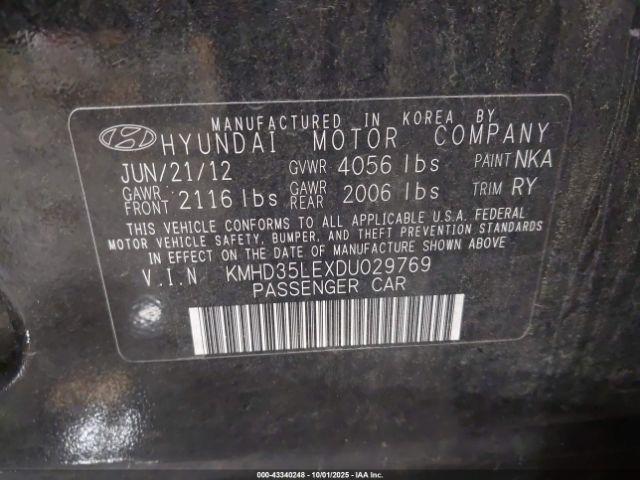 MANUFACTURED IN KOREA BY
HYUNDAI MOTOR COMPANY
JUN/21/12 GVWR 4056 lbs PAINT NKA
GAWR FRONT 2116 lbs GAWR REAR 2006 lbs TRIM RY
THIS VEHICLE CONFORMS TO ALL APPLICABLE U.S.A. FEDERAL
MOTOR VEHICLE SAFETY, BUMPER, AND THEFT PREVENTION STANDARDS
IN EFFECT ON THE DATE OF MANUFACTURE SHOWN ABOVE.
V.I.N KMHD35LEXDU029769
PASSENGER CAR
000-43340248 - 10/01/2025 - IAA Inc.